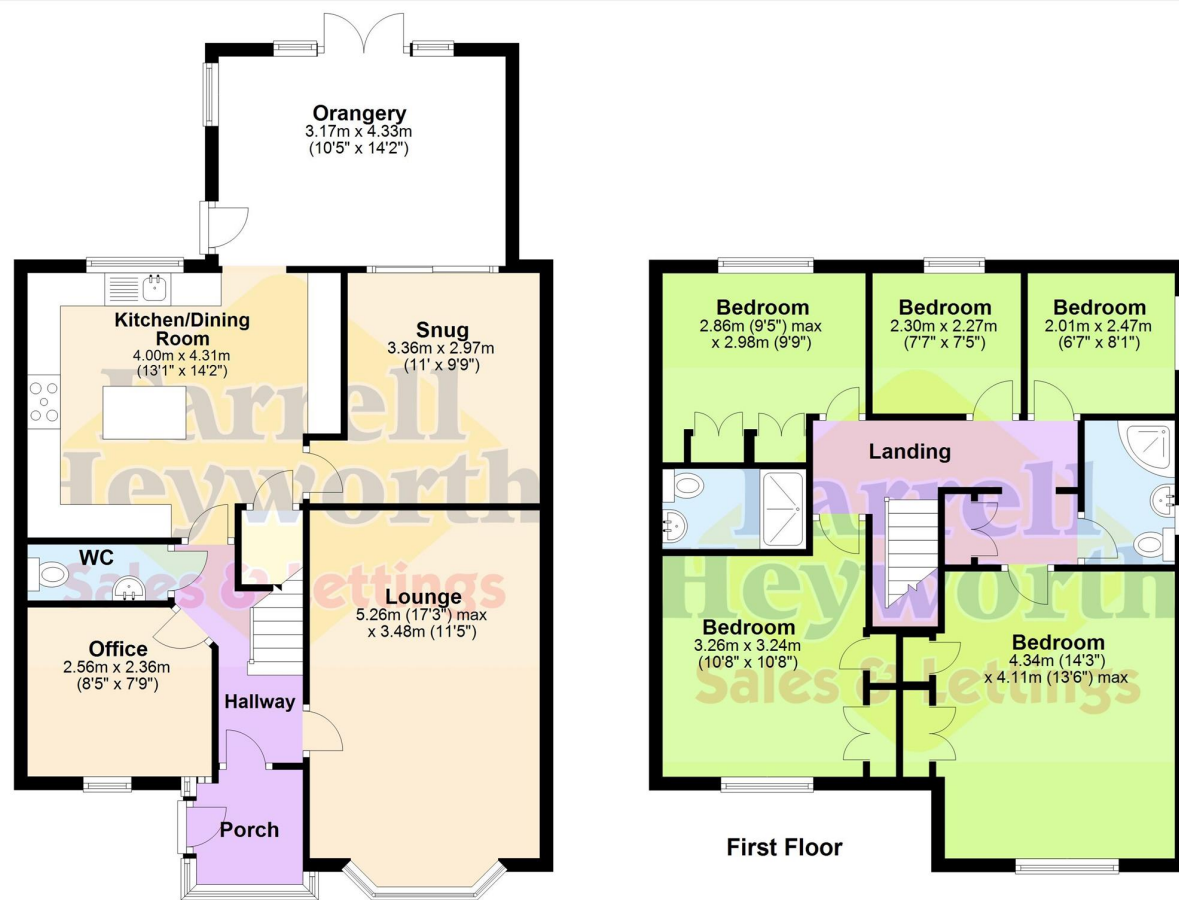 Orangery
3.17m x 4.33m
(10'5" x 14'2")
Kitchen/Dining
Room
4.00m x 4.31m
(13'1" x 14'2")
Snug
3.36m x 2.97m
(11' x 9'9")
WC
Office
2.56m x 2.36m
(8'5" x 7'9")
Lounge
5.26m (17'3") max
x 3.48m (11'5")
Hallway
Porch
Farrell
Heyworth
Sales & Lettings
Bedroom
2.86m (9'5") max
x 2.98m (9'9")
Bedroom
2.30m x 2.27m
(7'7" x 7'5")
Bedroom
2.01m x 2.47m
(6'7" x 8'1")
Landing
Bedroom
3.26m x 3.24m
(10'8" x 10'8")
Bedroom
4.34m (14'3")
x 4.11m (13'6") max
Farrell
Heyworth
Sales & Lettings
First Floor